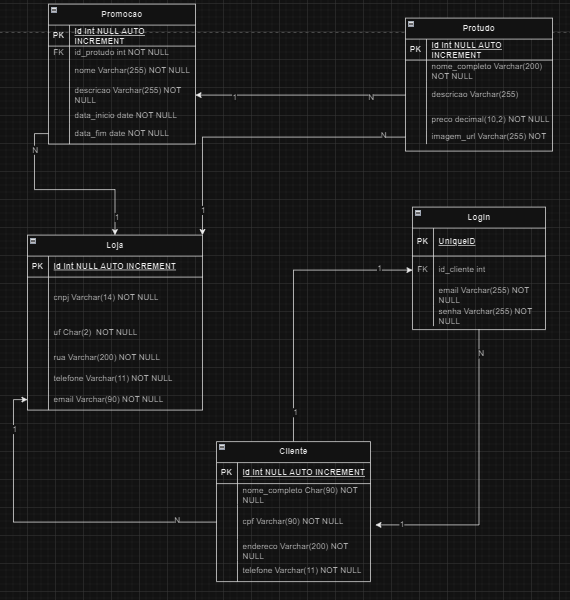 Promocao
PK
Id Int NULL AUTO
INCREMENT
FK
id_protudo int NOT NULL
nome Varchar(255) NOT NULL
descricao Varchar(255) NOT
NULL
data_inicio date NOT NULL
data_fim date NOT NULL
Protudo
PK
Id Int NULL AUTO
INCREMENT
nome_completo Varchar(200)
NOT NULL
descricao Varchar(255)
preco decimal(10,2) NOT NULL
imagem_url Varchar(255) NOT
1
N
N
N
1
1
Loja
PK
Id Int NULL AUTO INCREMENT
cnpj Varchar(14) NOT NULL
uf Char(2) NOT NULL
rua Varchar(200) NOT NULL
telefone Varchar(11) NOT NULL
email Varchar(90) NOT NULL
Login
PK
UniqueID
FK
id_cliente int
email Varchar(255) NOT
NULL
senha Varchar(255) NOT
NULL
1
N
1
1
Cliente
PK
Id Int NULL AUTO INCREMENT
nome_completo Char(90) NOT
NULL
cpf Varchar(90) NOT NULL
endereco Varchar(200) NOT
NULL
telefone Varchar(11) NOT NULL
N
1